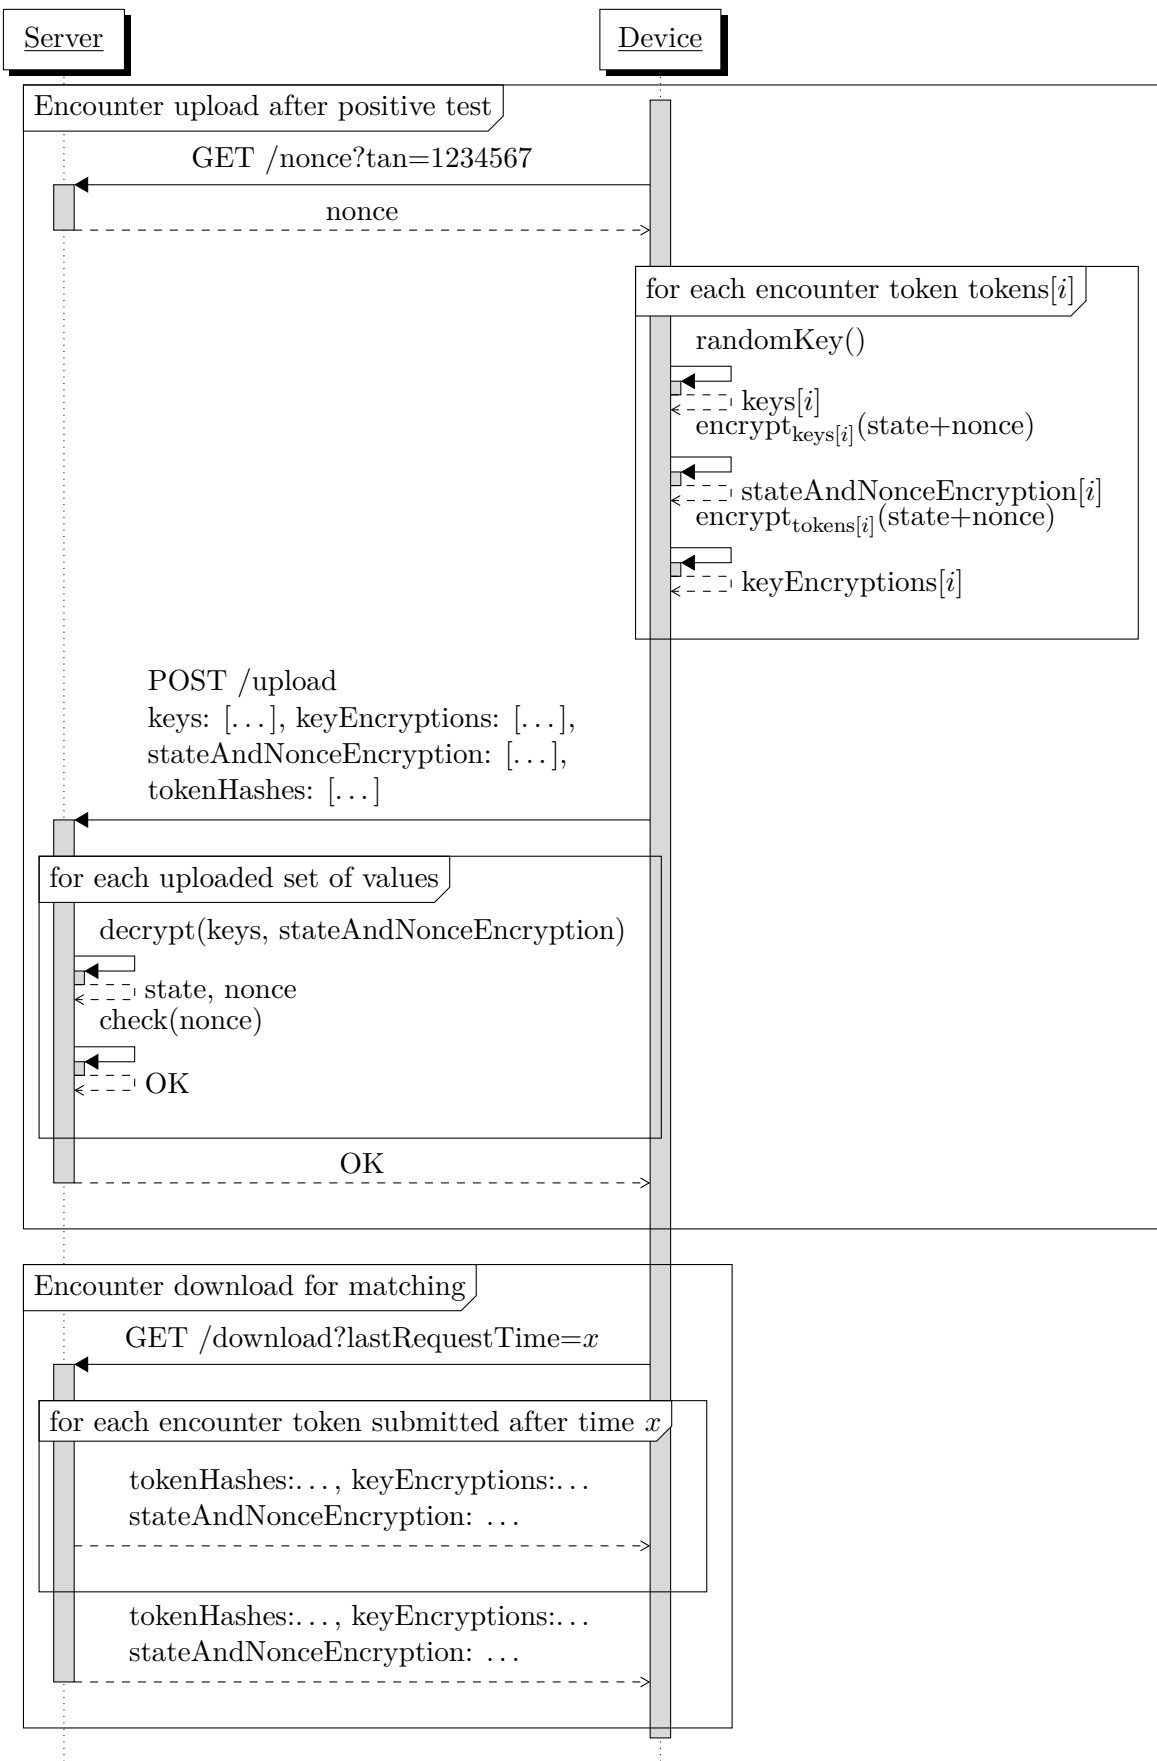 Server
Device
Encounter upload after positive test
GET /nonce?tan=1234567
nonce
for each encounter token tokens[i]
randomKey()
keys[i]
encrypt_keys[i](state+nonce)
stateAndNonceEncryption[i]
encrypt_tokens[i](state+nonce)
keyEncryptions[i]
POST /upload
keys: [...], keyEncryptions: [...],
stateAndNonceEncryption: [...],
tokenHashes: [...]
for each uploaded set of values
decrypt(keys, stateAndNonceEncryption)
state, nonce
check(nonce)
OK
OK
Encounter download for matching
GET /download?lastRequestTime=x
for each encounter token submitted after time x
tokenHashes:..., keyEncryptions:...
stateAndNonceEncryption: ...
tokenHashes:..., keyEncryptions:...
stateAndNonceEncryption: ...